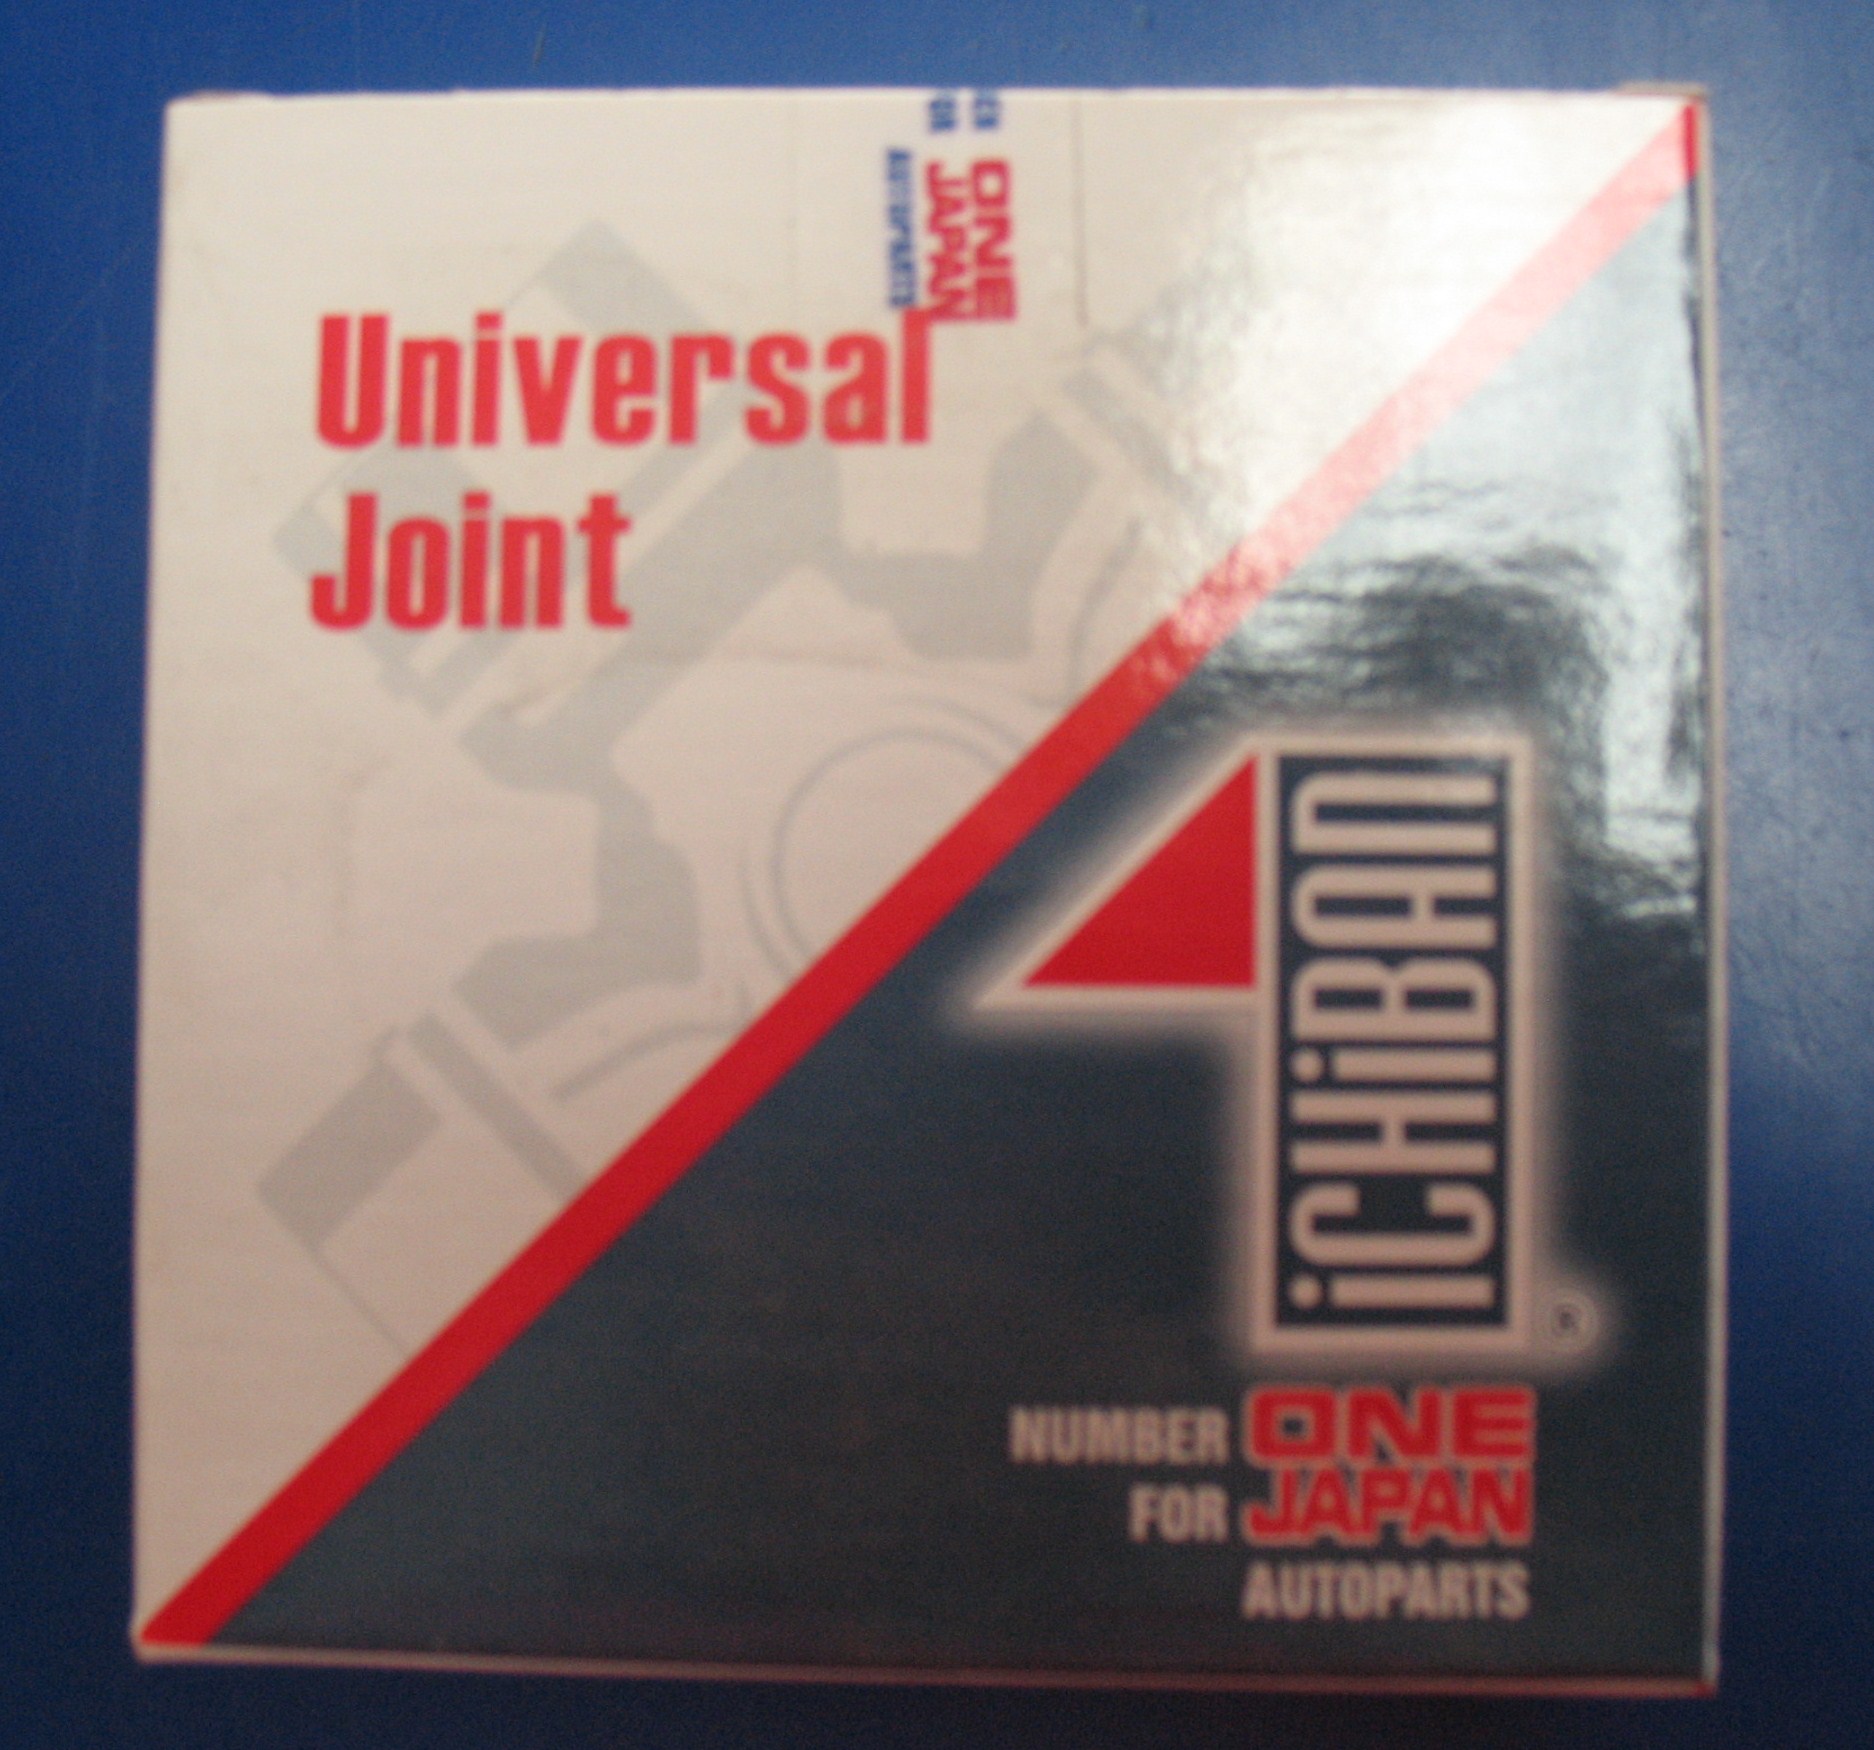 ONE
JAPAN
AUTOPARTS
Universal
Joint
iCHiBAN
®
NUMBER ONE
FOR JAPAN
AUTOPARTS